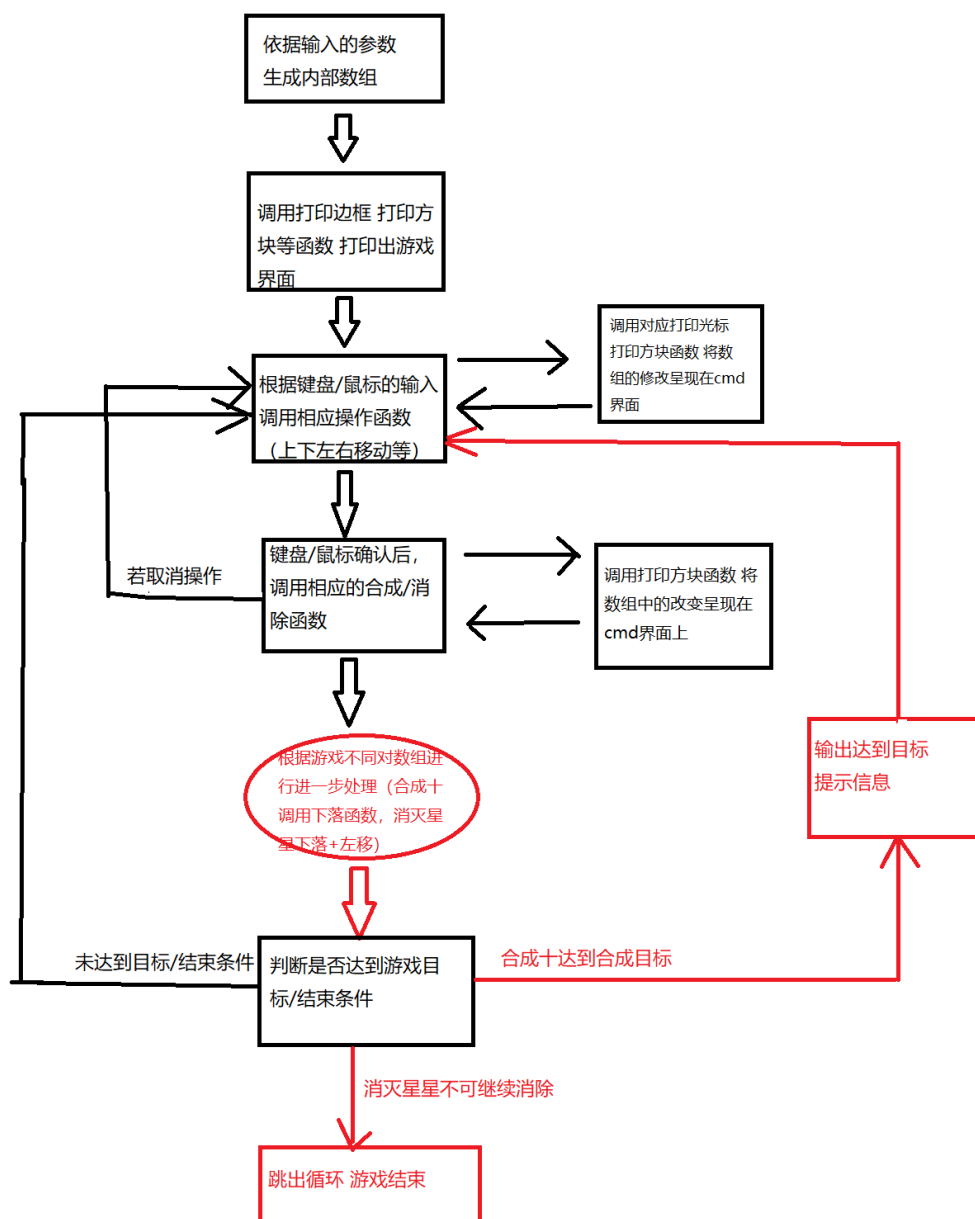 依据输入的参数
生成内部数组
调用打印边框 打印方
块等函数 打印出游戏
界面
调用对应打印光标
打印方块函数 将数
组的修改呈现在cmd
界面
根据键盘/鼠标的输入
调用相应操作函数
（上下左右移动等）
键盘/鼠标确认后，
调用相应的合成/消
除函数
若取消操作
调用打印方块函数 将
数组中的改变呈现在
cmd界面上
根据游戏不同对数组进
行进一步处理（合成十
调用下落函数，消灭星
星下落+左移）
输出达到目标
提示信息
未达到目标/结束条件
判断是否达到游戏目
标/结束条件
合成十达到合成目标
消灭星星不可继续消除
跳出循环 游戏结束